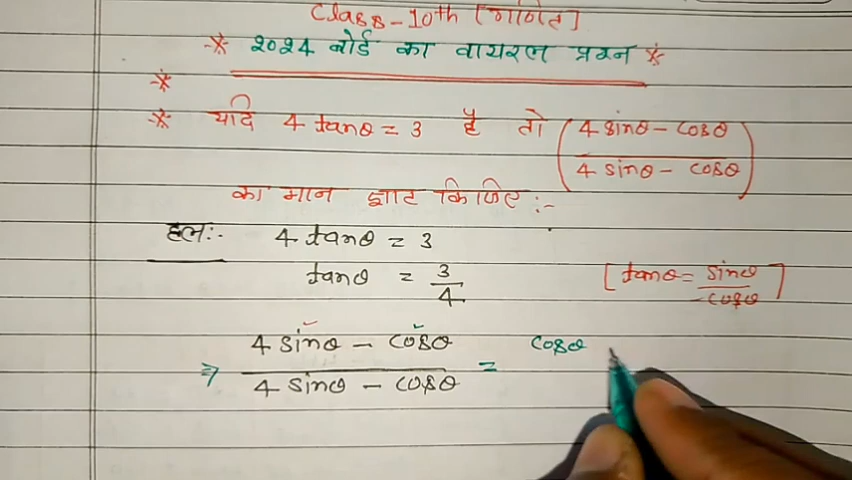 Class-10th [गणित]
* 2024 बोर्ड का वायरल प्रश्न *
*
* यदि 4 tanθ = 3 है तो (4 sinθ - cosθ / 4 sinθ - cosθ)
का मान ज्ञाट किजिए :-
हल:- 4 tanθ = 3
tanθ = 3/4 [tanθ = sinθ/cosθ]
⇒ 4 sinθ - cosθ / 4 sinθ - cosθ = cosθ